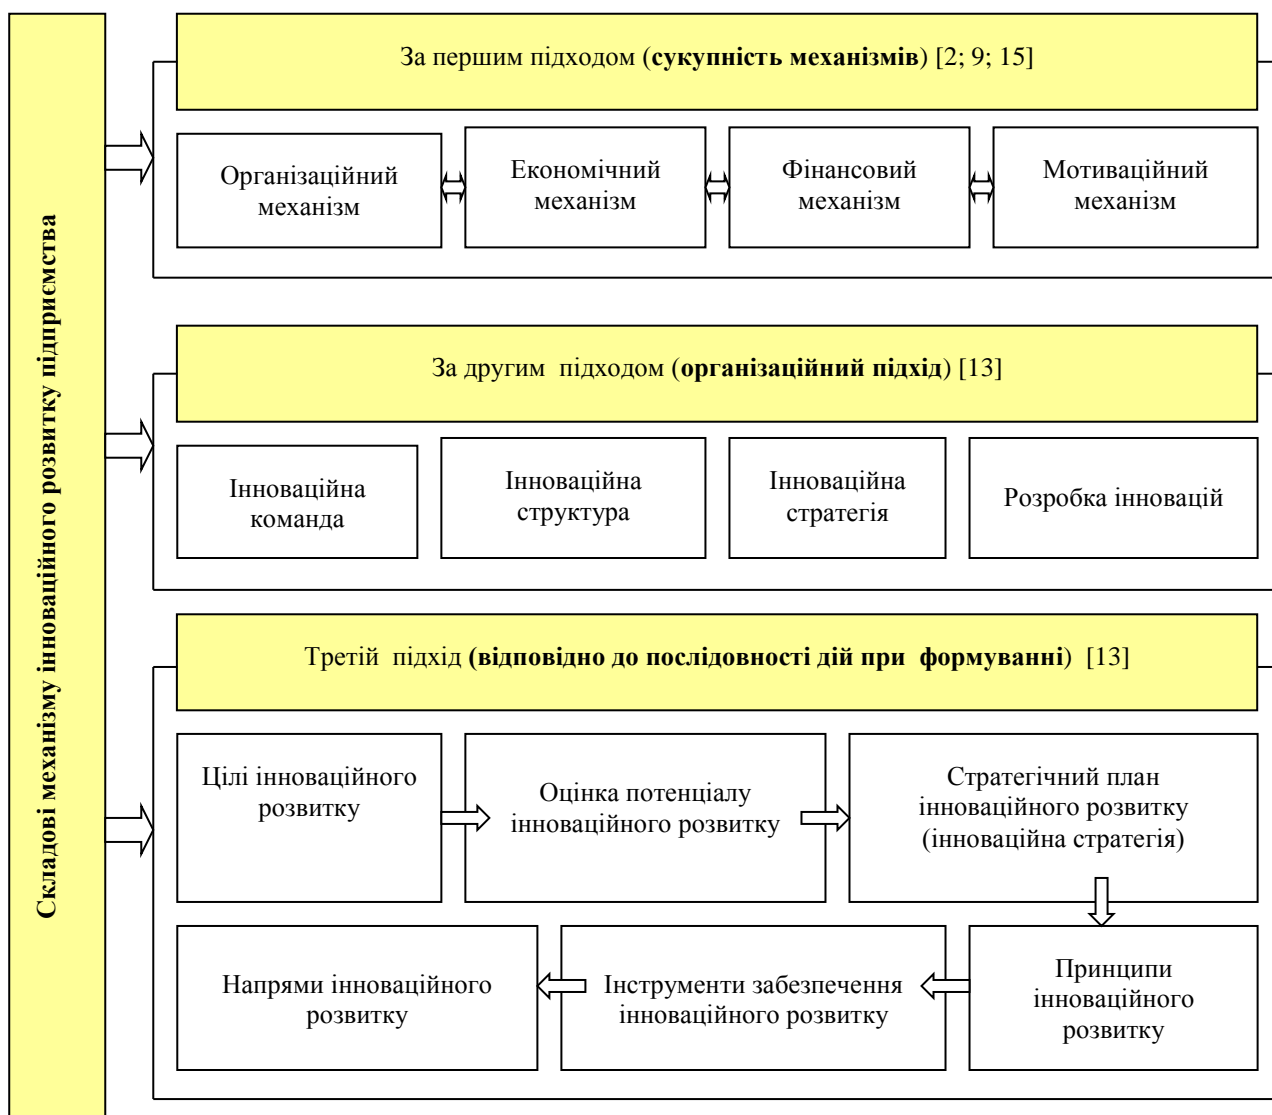 Складові механізму інноваційного розвитку підприємства
За першим підходом (сукупність механізмів) [2; 9; 15]
Організаційний
механізм
Економічний
механізм
Фінансовий
механізм
Мотиваційний
механізм
За другим підходом (організаційний підхід) [13]
Інноваційна
команда
Інноваційна
структура
Інноваційна
стратегія
Розробка інновацій
Третій підхід (відповідно до послідовності дій при формуванні) [13]
Цілі інноваційного
розвитку
Оцінка потенціалу
інноваційного розвитку
Стратегічний план
інноваційного розвитку
(інноваційна стратегія)
Напрями інноваційного
розвитку
Інструменти забезпечення
інноваційного розвитку
Принципи
інноваційного
розвитку